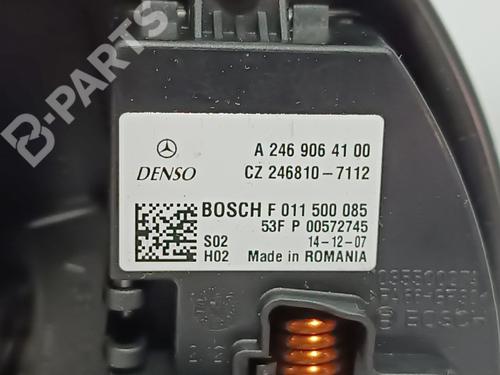 B-PARTS
A 246 906 41 00
DENSO CZ 246810-7112
BOSCH F 011 500 085
53F P 00572745
S02 14-12-07
H02 Made in ROMANIA
BOSCH